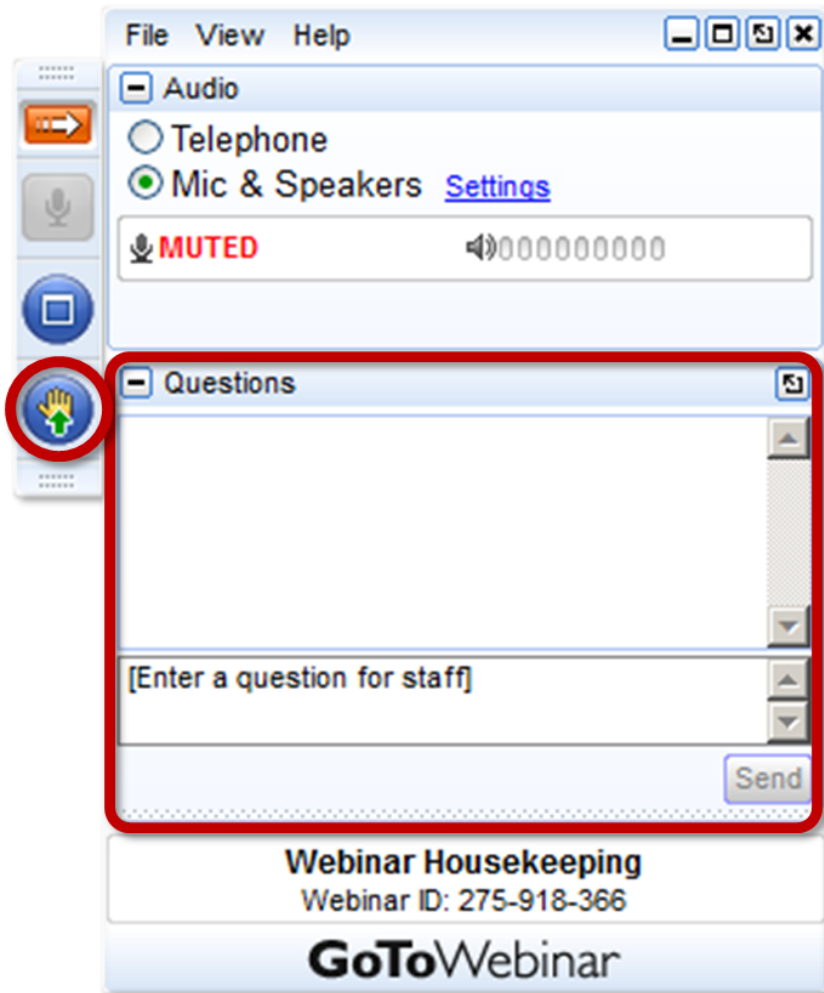 File View Help
Audio
Telephone
Mic & Speakers Settings
MUTED
Questions
[Enter a question for staff]
Send
Webinar Housekeeping
Webinar ID: 275-918-366
GoToWebinar